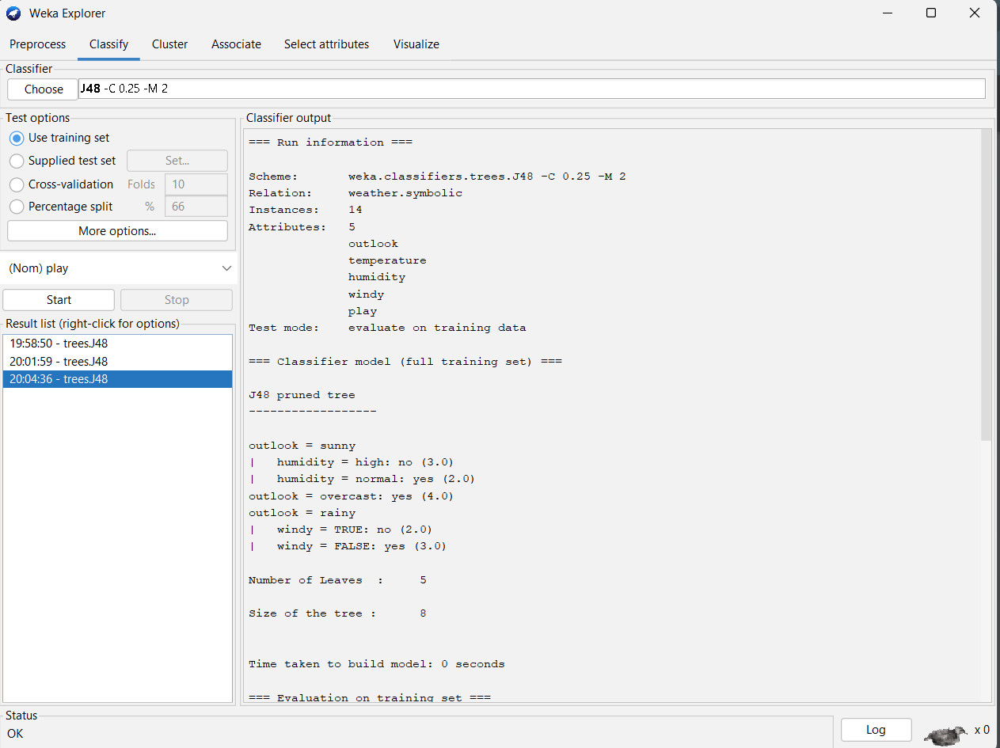 Weka Explorer
Preprocess Classify Cluster Associate Select attributes Visualize
Classifier
Choose J48 -C 0.25 -M 2
Test options
Use training set
Supplied test set Set...
Cross-validation Folds 10
Percentage split % 66
More options...
(Nom) play
Start Stop
Result list (right-click for options)
19:58:50 - trees.J48
20:01:59 - trees.J48
20:04:36 - trees.J48
Classifier output
=== Run information ===
Scheme: weka.classifiers.trees.J48 -C 0.25 -M 2
Relation: weather.symbolic
Instances: 14
Attributes: 5
outlook
temperature
humidity
windy
play
Test mode: evaluate on training data
=== Classifier model (full training set) ===
J48 pruned tree
------------------
outlook = sunny
| humidity = high: no (3.0)
| humidity = normal: yes (2.0)
outlook = overcast: yes (4.0)
outlook = rainy
| windy = TRUE: no (2.0)
| windy = FALSE: yes (3.0)
Number of Leaves : 5
Size of the tree : 8
Time taken to build model: 0 seconds
=== Evaluation on training set ===
Status
OK
Log x 0